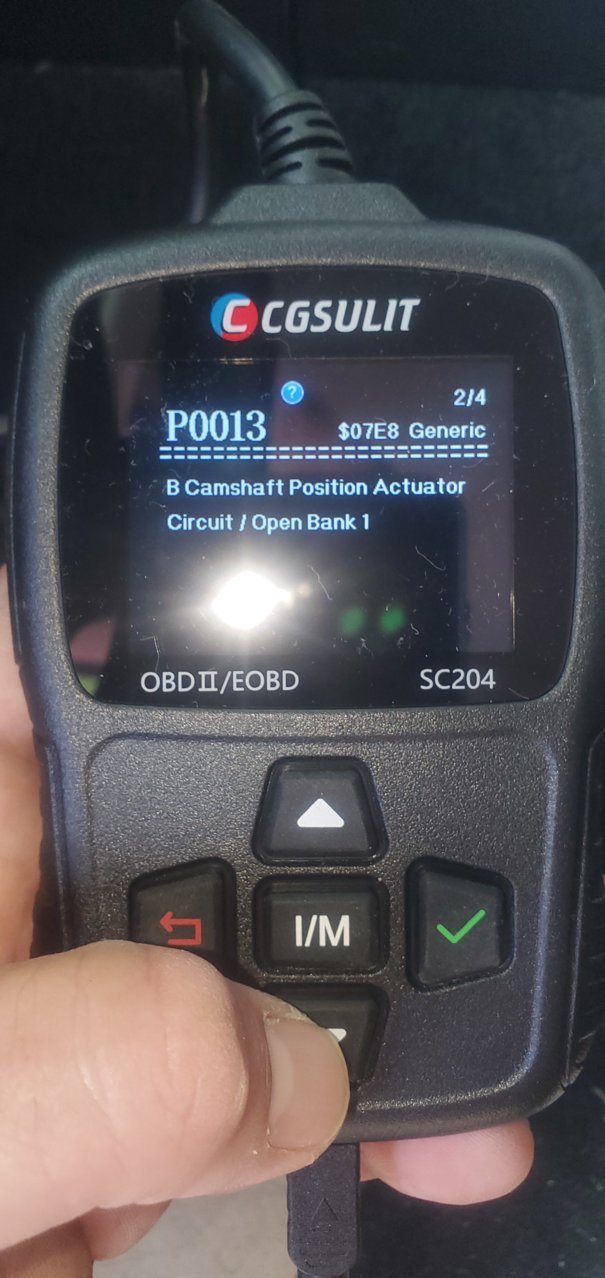 C CGSULIT
?
2/4
P0013 $07E8 Generic
================================
B Camshaft Position Actuator
Circuit / Open Bank 1
OBDⅡ/EOBD SC204
I/M